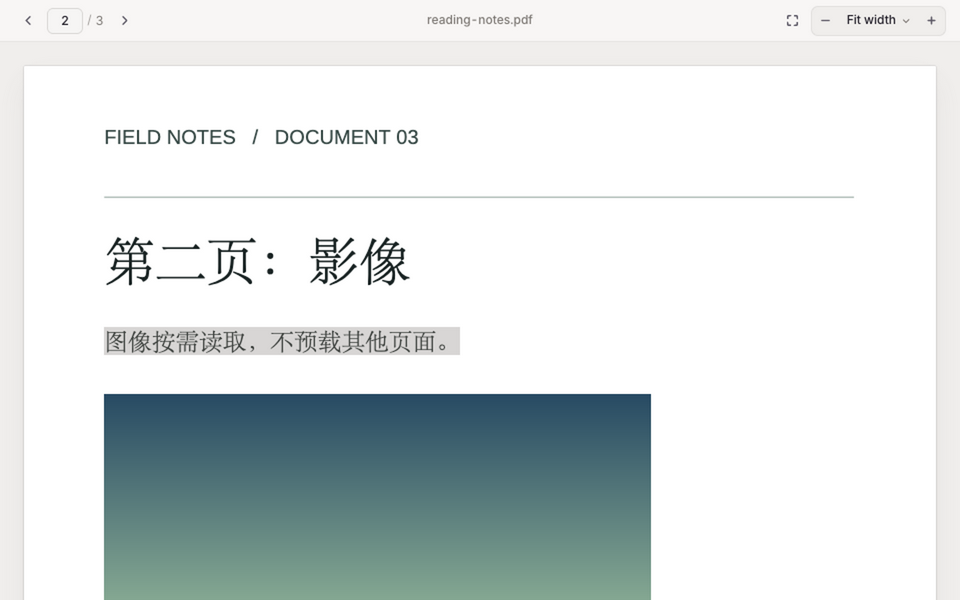 2 / 3
reading-notes.pdf
Fit width
FIELD NOTES / DOCUMENT 03
第二页：影像
图像按需读取，不预载其他页面。